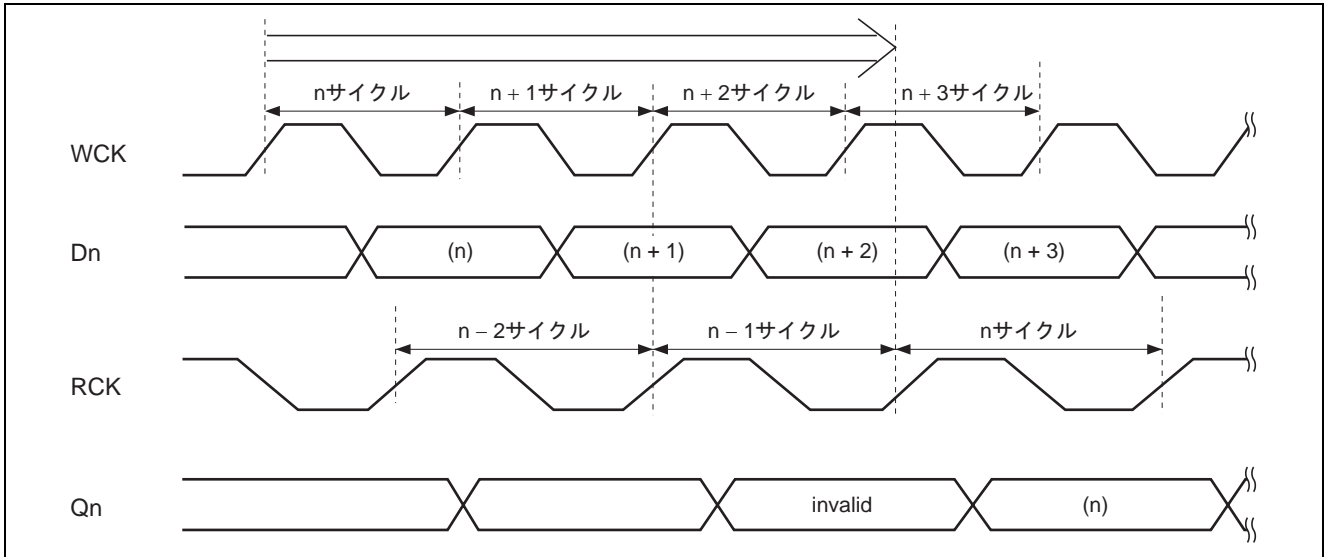 nサイクル n + 1サイクル n + 2サイクル n + 3サイクル
WCK
Dn (n) (n + 1) (n + 2) (n + 3)
n − 2サイクル n − 1サイクル nサイクル
RCK
Qn invalid (n)